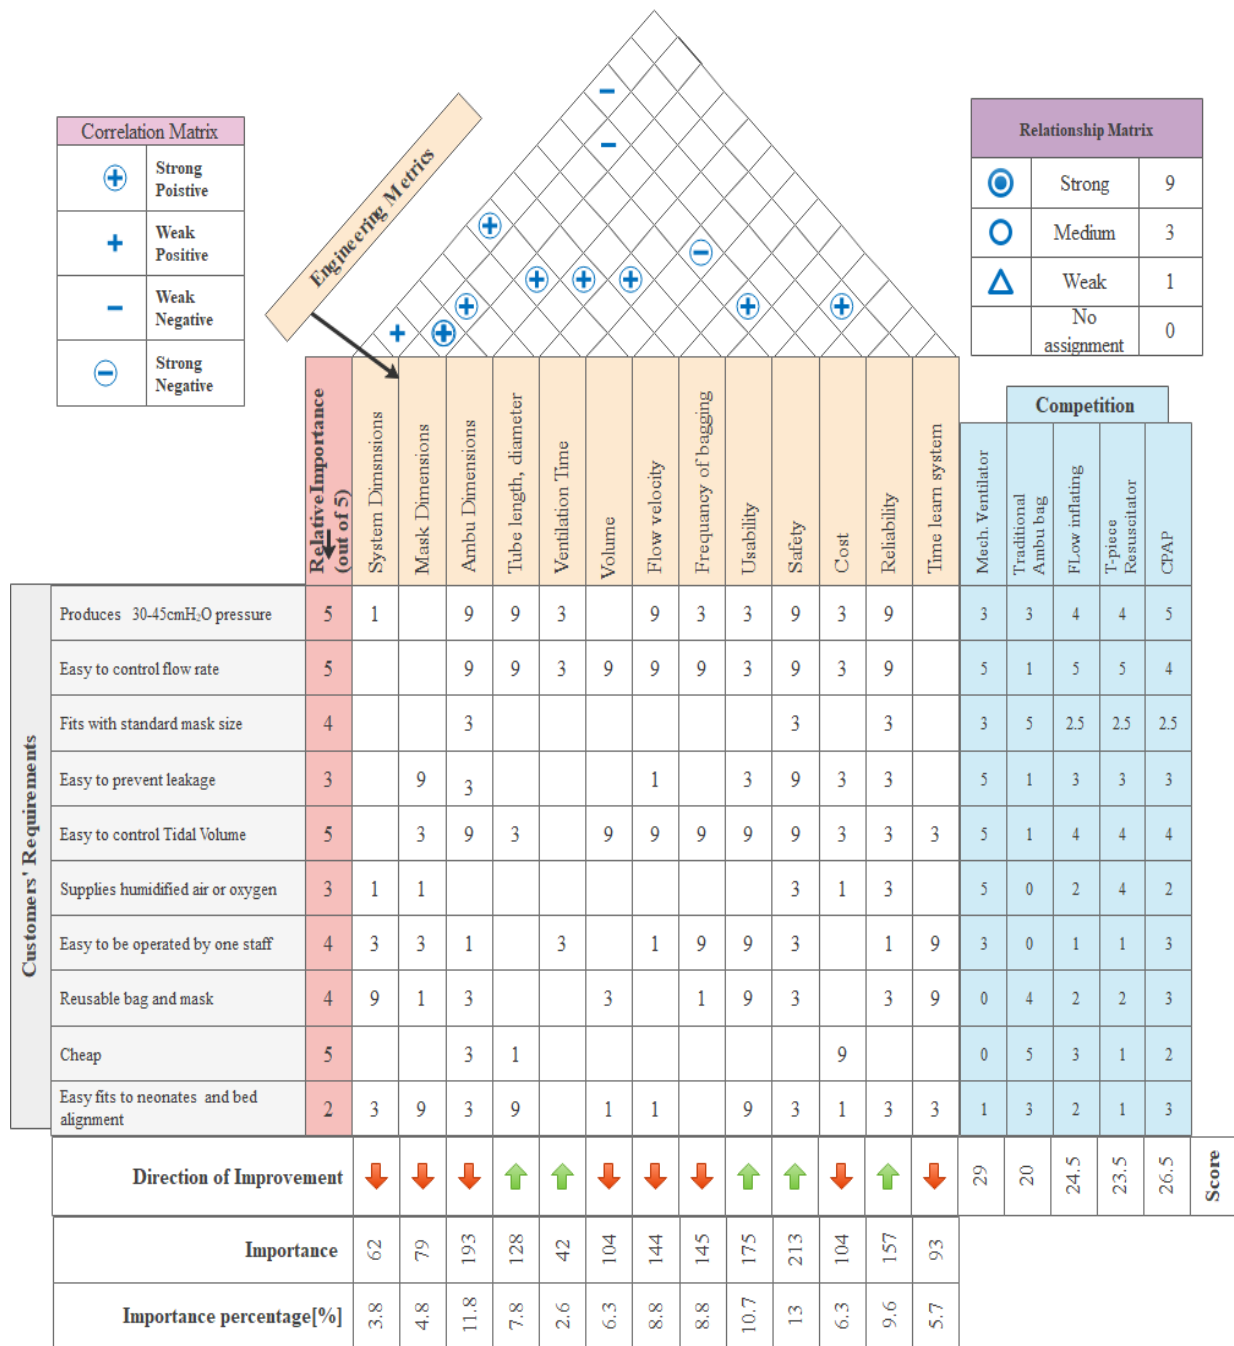 Correlation Matrix
Strong
Poistive
Weak
Positive
Weak
Negative
Strong
Negative
Engineering Metrics
Relationship Matrix
Strong 9
Medium 3
Weak 1
No
assignment 0
Competition
Relative Importance
(out of 5)
System Dimsnsions
Mask Dimensions
Ambu Dimensions
Tube length, diameter
Ventilation Time
Volume
Flow velocity
Frequancy of bagging
Usability
Safety
Cost
Reliability
Time learn system
Mech. Ventilator
Traditional
Ambu bag
FLow inflating
T-piece
Resuscitator
CPAP
Customers' Requirements
Produces 30-45cmH₂O pressure 5 1 9 9 3 9 3 3 9 3 9 3 3 4 4 5
Easy to control flow rate 5 9 9 3 9 9 9 3 9 3 9 5 1 5 5 4
Fits with standard mask size 4 3 3 3 3 5 2.5 2.5 2.5
Easy to prevent leakage 3 9 3 1 3 9 3 3 5 1 3 3 3
Easy to control Tidal Volume 5 3 9 3 9 9 9 9 9 3 3 3 5 1 4 4 4
Supplies humidified air or oxygen 3 1 1 3 1 3 5 0 2 4 2
Easy to be operated by one staff 4 3 3 1 3 1 9 9 3 1 9 3 0 1 1 3
Reusable bag and mask 4 9 1 3 3 1 9 3 3 9 0 4 2 2 3
Cheap 5 3 1 9 0 5 3 1 2
Easy fits to neonates and bed
alignment 2 3 9 3 9 1 1 9 3 1 3 3 1 3 2 1 3
Direction of Improvement 29 20 24.5 23.5 26.5 Score
Importance 62 79 193 128 42 104 144 145 175 213 104 157 93
Importance percentage[%] 3.8 4.8 11.8 7.8 2.6 6.3 8.8 8.8 10.7 13 6.3 9.6 5.7